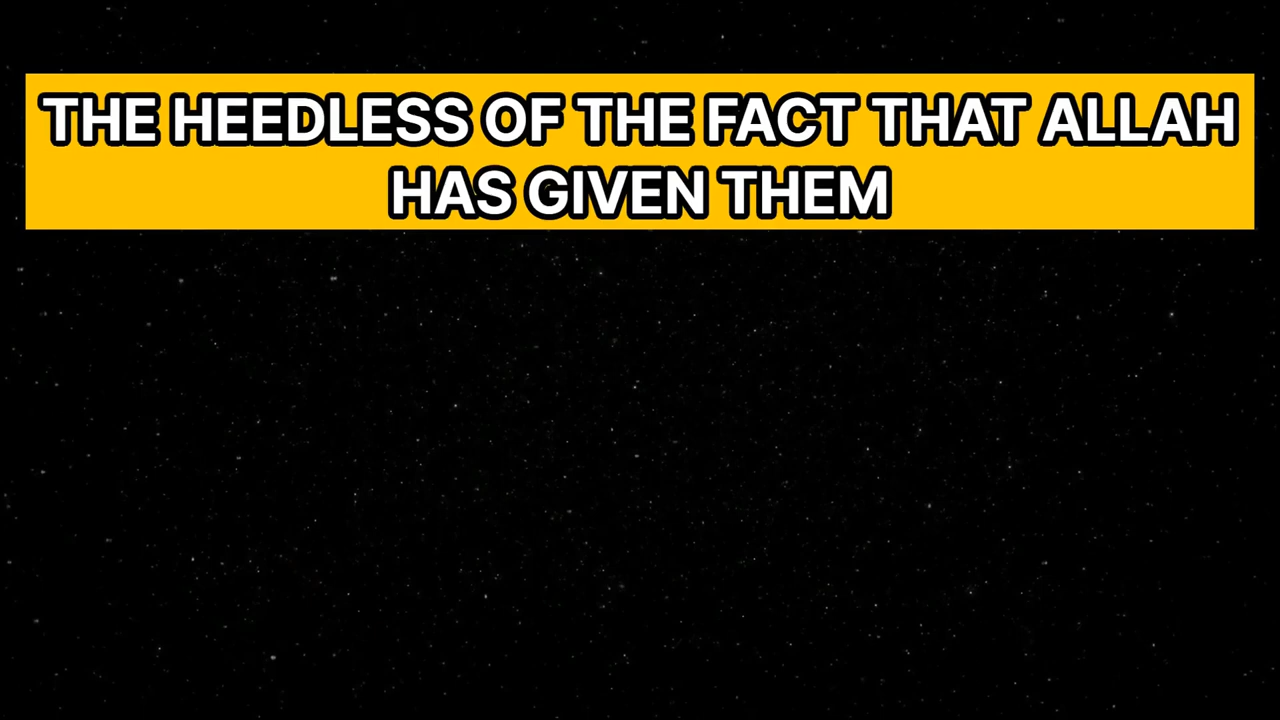 THE HEEDLESS OF THE FACT THAT ALLAH
HAS GIVEN THEM